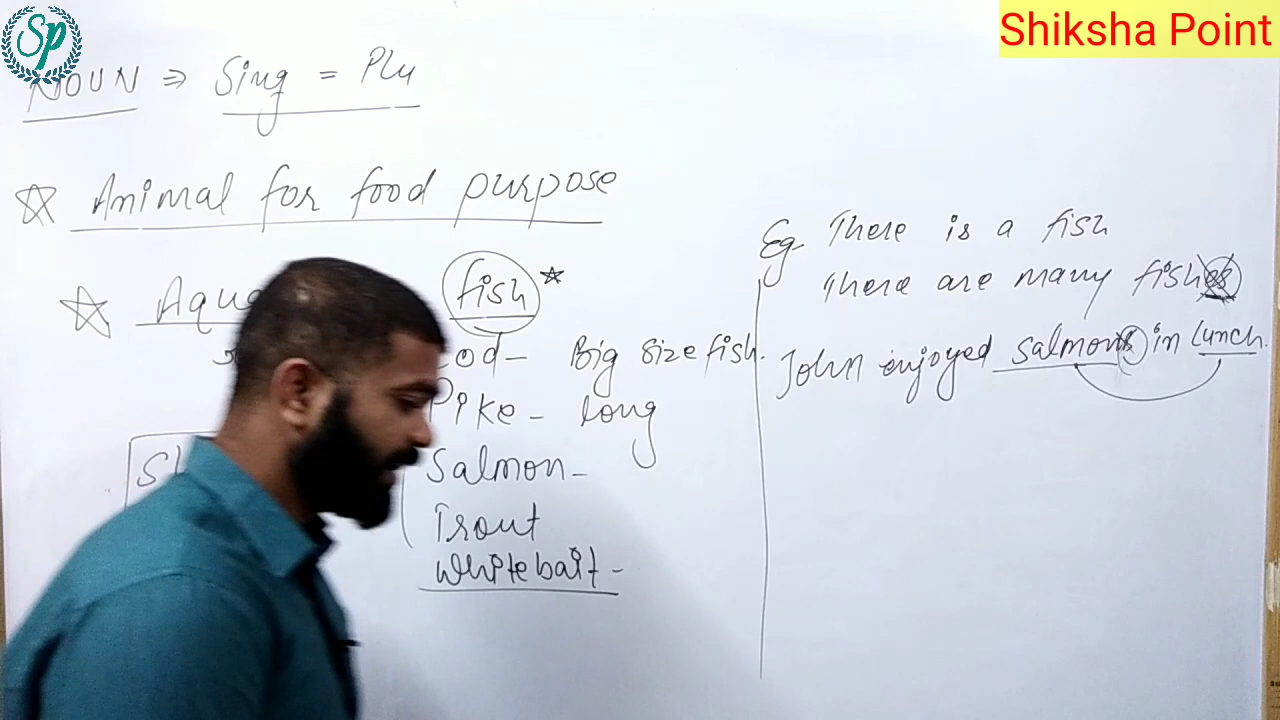 Sp
Shiksha Point
NOUN ⇒ Sing = Plu
☆ Animal for food purpose
☆ fish ☆
Big size fish.
Pike - long
Salmon -
Trout
Whitebait -
Eg. There is a fish
There are many fishes
John enjoyed salmons in Lunch.